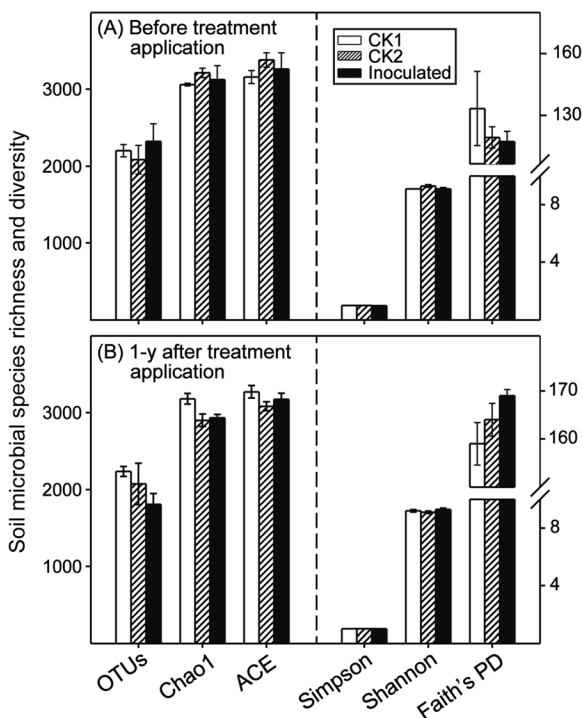 Soil microbial species richness and diversity
(A) Before treatment
application
CK1
CK2
Inoculated
3000
2000
1000
160
130
8
4
(B) 1-y after treatment
application
3000
2000
1000
170
160
8
4
OTUs
Chao1
ACE
Simpson
Shannon
Faith's PD